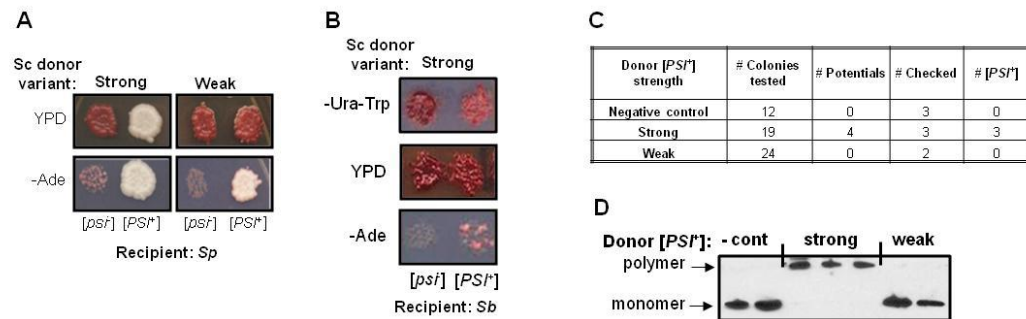 A
Sc donor
variant:
Strong Weak
YPD
-Ade
[psi-] [PSI+] [psi-] [PSI+]
Recipient: Sp
B
Sc donor
variant:
Strong
-Ura-Trp
YPD
-Ade
[psi-] [PSI+]
Recipient: Sb
C
Donor [PSI+] strength # Colonies tested # Potentials # Checked # [PSI+]
Negative control 12 0 3 0
Strong 19 4 3 3
Weak 24 0 2 0
D
Donor [PSI+]: - cont strong weak
polymer
monomer